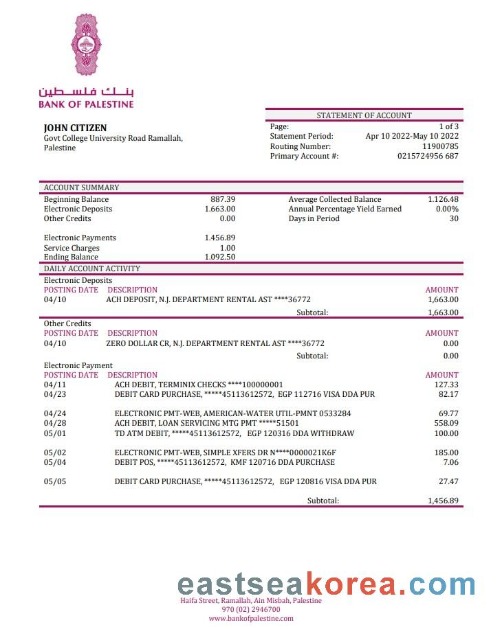 بنك فلسطين
BANK OF PALESTINE
JOHN CITIZEN
Govt College University Road Ramallah,
Palestine
STATEMENT OF ACCOUNT
Page: 1 of 3
Statement Period: Apr 10 2022-May 10 2022
Routing Number: 11900785
Primary Account #: 0215724956 687
ACCOUNT SUMMARY
Beginning Balance 887.39 Average Collected Balance 1.126.48
Electronic Deposits 1.663.00 Annual Percentage Yield Earned 0.00%
Other Credits 0.00 Days in Period 30
Electronic Payments 1.456.89
Service Charges 1.00
Ending Balance 1.092.50
DAILY ACCOUNT ACTIVITY
Electronic Deposits
POSTING DATE DESCRIPTION AMOUNT
04/10 ACH DEPOSIT, N.J. DEPARTMENT RENTAL AST ****36772 1,663.00
Subtotal: 1,663.00
Other Credits
POSTING DATE DESCRIPTION AMOUNT
04/10 ZERO DOLLAR CR, N.J. DEPARTMENT RENTAL AST ****36772 0.00
Subtotal: 0.00
Electronic Payment
POSTING DATE DESCRIPTION AMOUNT
04/11 ACH DEBIT, TERMINIX CHECKS ****100000001 127.33
04/23 DEBIT CARD PURCHASE, *****45113612572, EGP 112716 VISA DDA PUR 82.17
04/24 ELECTRONIC PMT-WEB, AMERICAN-WATER UTIL-PMNT 0533284 69.77
04/28 ACH DEBIT, LOAN SERVICING MTG PMT *****51501 558.09
05/01 TD ATM DEBIT, *****45113612572, EGP 120316 DDA WITHDRAW 100.00
05/02 ELECTRONIC PMT-WEB, SIMPLE XFERS DR N****0000021K6F 185.00
05/04 DEBIT POS, *****45113612572, KMF 120716 DDA PURCHASE 7.06
05/05 DEBIT CARD PURCHASE, *****45113612572, EGP 120816 VISA DDA PUR 27.47
Subtotal: 1,456.89
eastseakorea.com
Haifa Street, Ramallah, Ain Misbah, Palestine
970 (02) 2946700
www.bankofpalestine.com